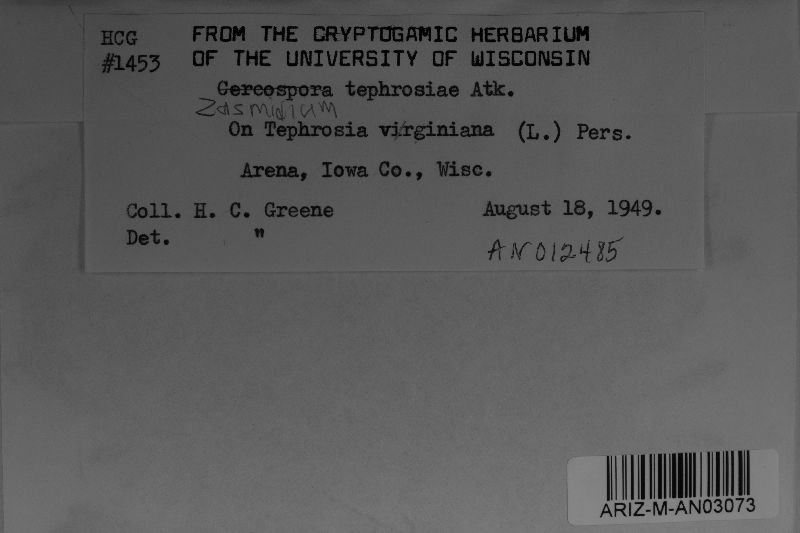 HCG FROM THE CRYPTOGAMIC HERBARIUM
#1453 OF THE UNIVERSITY OF WISCONSIN
Cercospora tephrosiae Atk.
Zasmidium
On Tephrosia virginiana (L.) Pers.
Arena, Iowa Co., Wisc.
Coll. H. C. Greene August 18, 1949.
Det. "
AN012485
ARIZ-M-AN03073